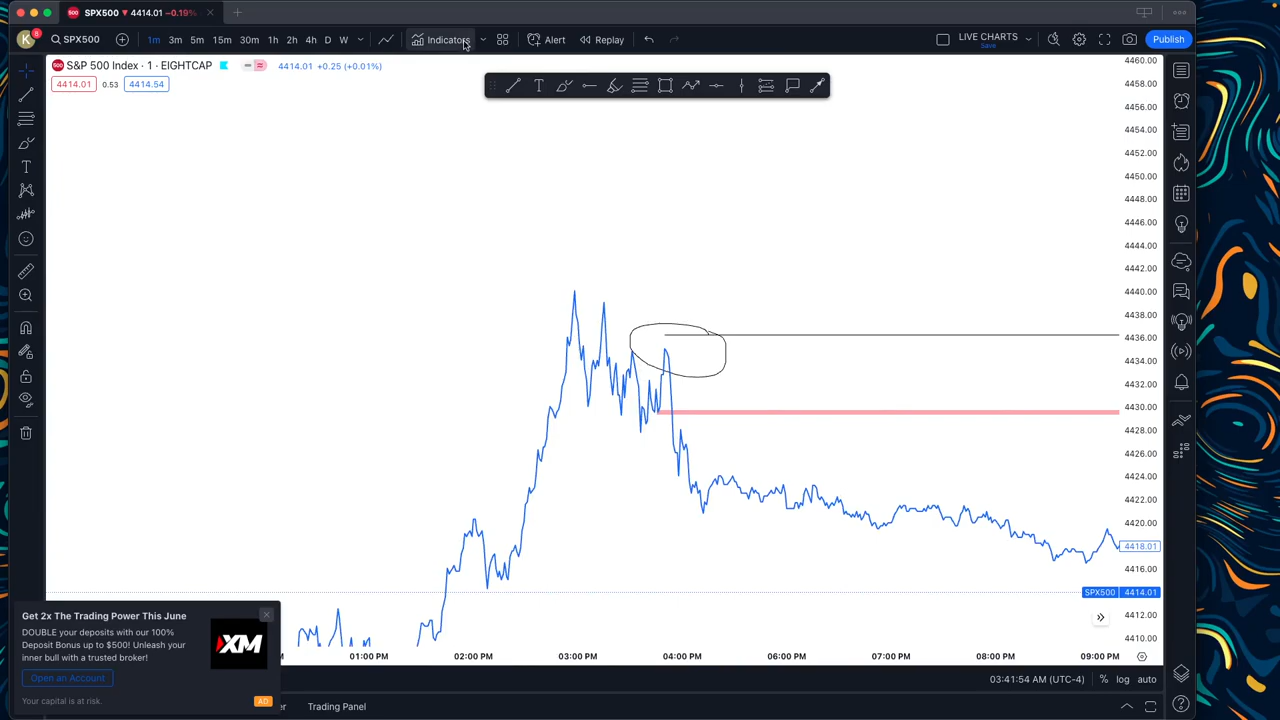 500 SPX500 ▼ 4414.01 −0.19%
K 8 SPX500 1m 3m 5m 15m 30m 1h 2h 4h D W Indicators Alert Replay LIVE CHARTS Save Publish
500 S&P 500 Index · 1 · EIGHTCAP 4414.01 +0.25 (+0.01%)
4414.01 0.53 4414.54
4460.00
4458.00
4456.00
4454.00
4452.00
4450.00
4448.00
4446.00
4444.00
4442.00
4440.00
4438.00
4436.00
4434.00
4432.00
4430.00
4428.00
4426.00
4424.00
4422.00
4420.00
4418.01
4416.00
SPX500 4414.01
4412.00
4410.00
Get 2x The Trading Power This June
DOUBLE your deposits with our 100%
Deposit Bonus up to $500! Unleash your
inner bull with a trusted broker!
XM
Open an Account
Your capital is at risk.
AD
01:00 PM 02:00 PM 03:00 PM 04:00 PM 06:00 PM 07:00 PM 08:00 PM 09:00 PM
03:41:54 AM (UTC-4) % log auto
Trading Panel